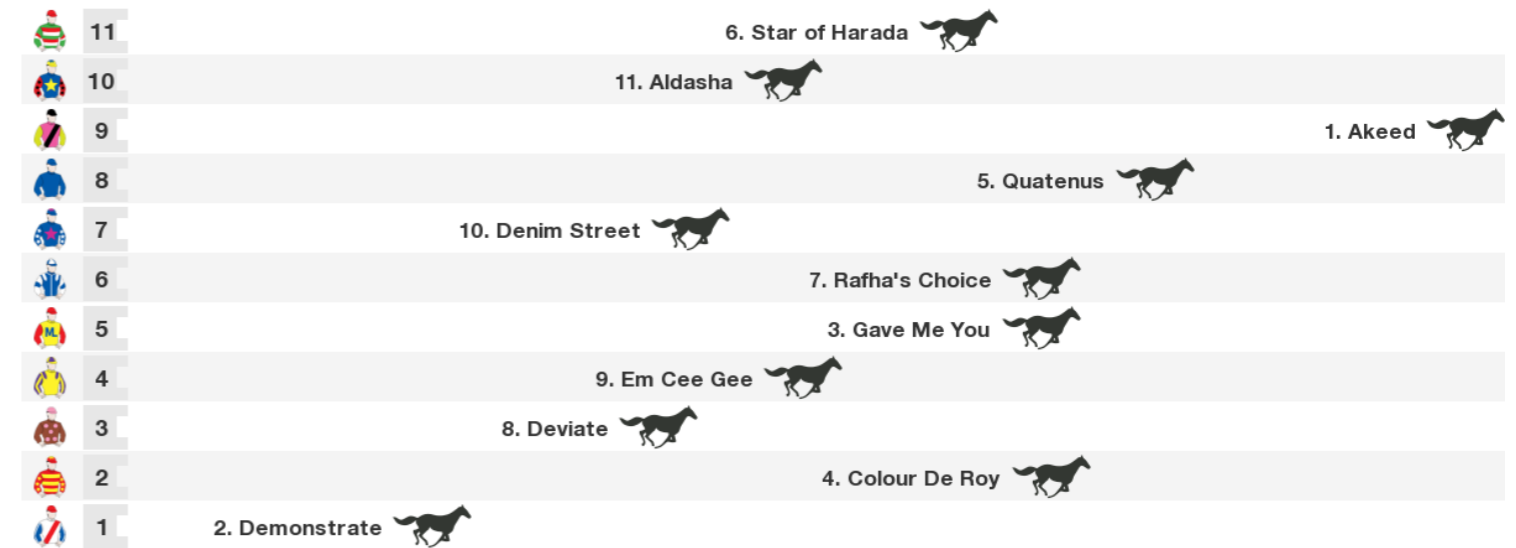 11 6. Star of Harada
10 11. Aldasha
9 1. Akeed
8 5. Quatenus
7 10. Denim Street
6 7. Rafha's Choice
5 ML 3. Gave Me You
4 9. Em Cee Gee
3 8. Deviate
2 4. Colour De Roy
1 2. Demonstrate